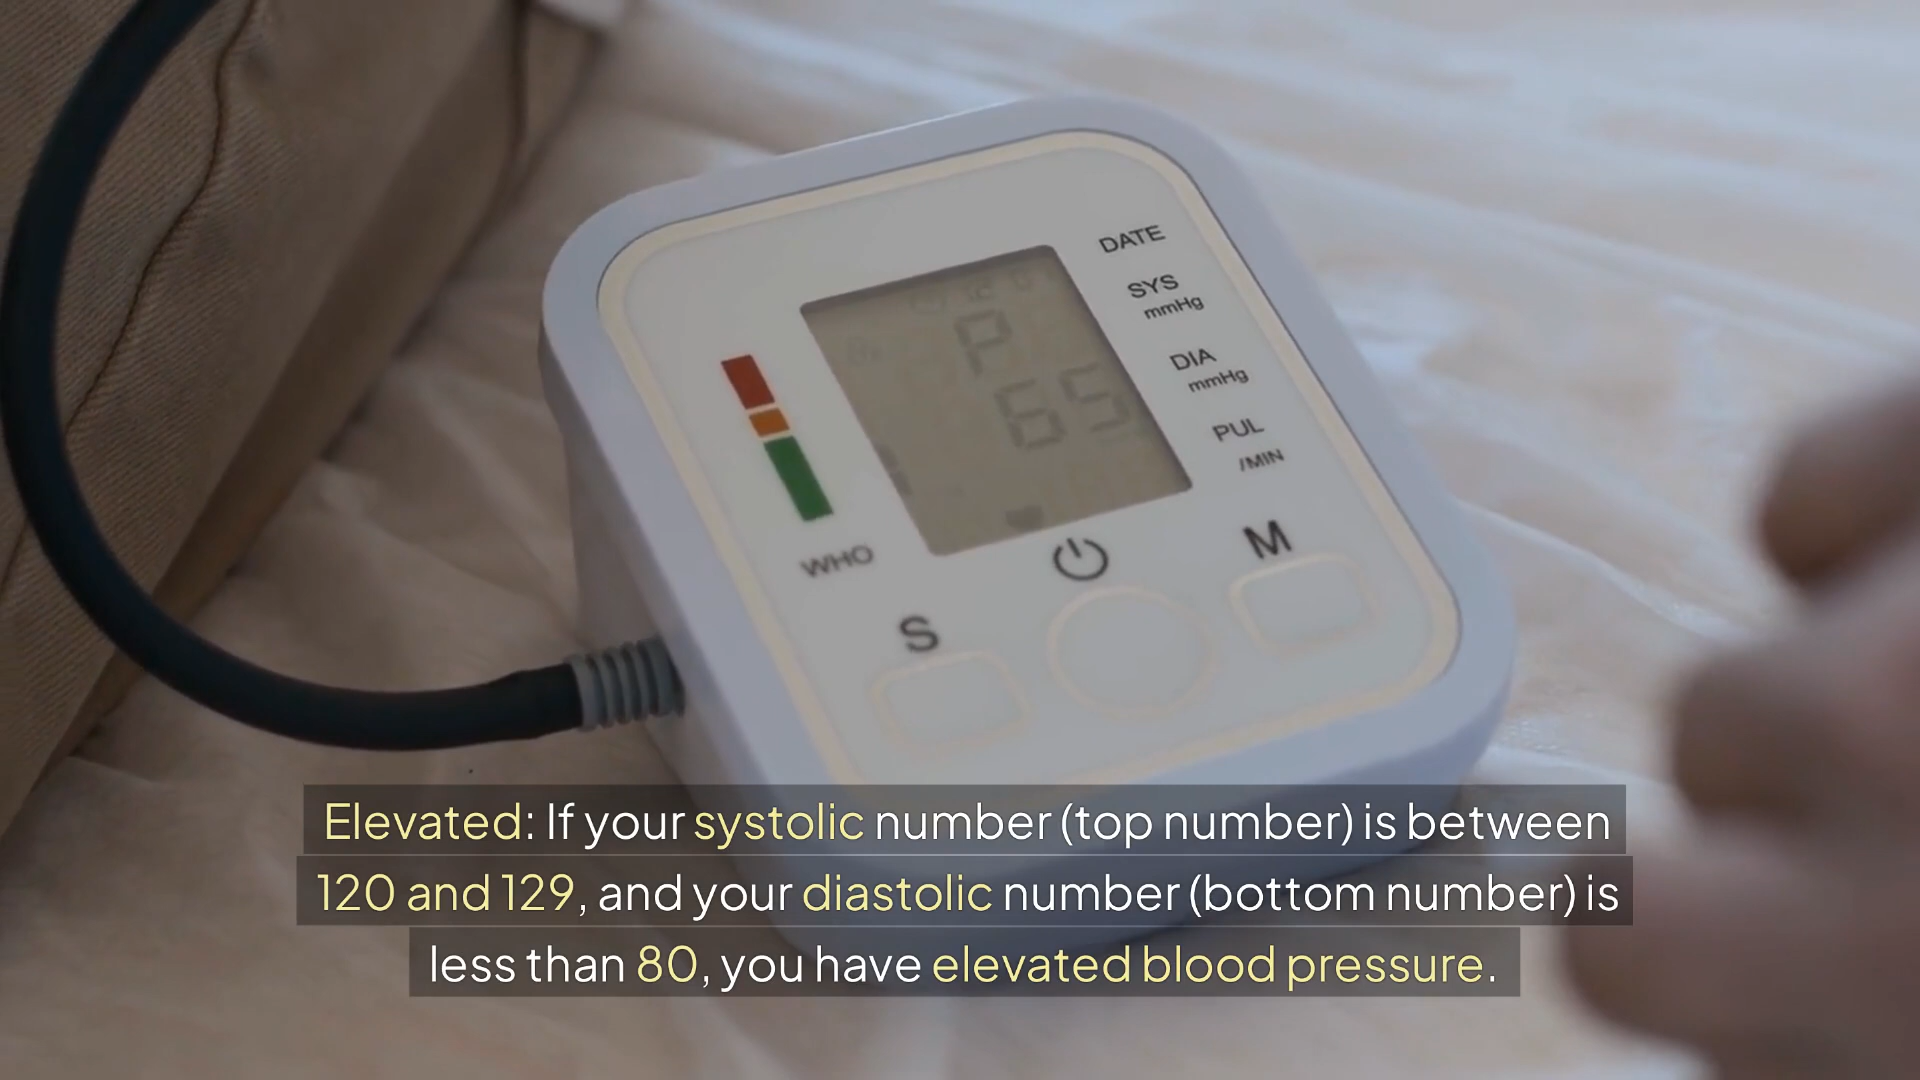 DATE
SYS
mmHg
DIA
mmHg
PUL
/MIN
P
65
WHO
S
M
Elevated: If your systolic number (top number) is between
120 and 129, and your diastolic number (bottom number) is
less than 80, you have elevated blood pressure.